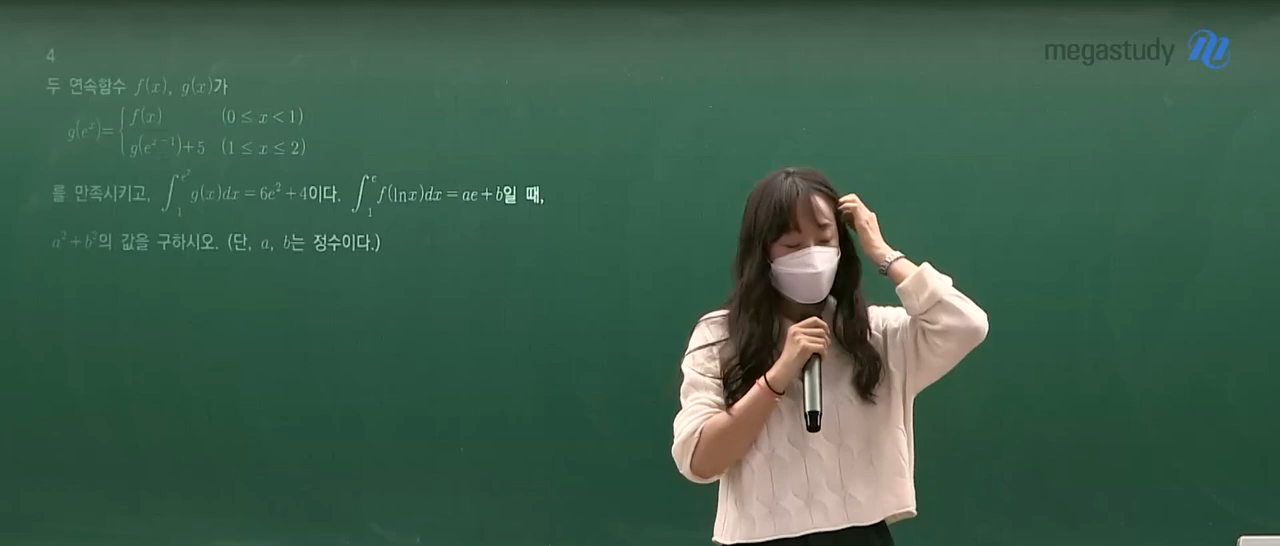 megastudy
4
두 연속함수 f(x), g(x)가
g(e^x)= { f(x) (0 ≤ x < 1)
g(e^{x-1})+5 (1 ≤ x ≤ 2)
를 만족시키고, ∫_1^{e^2} g(x)dx = 6e^2 + 4이다. ∫_1^e f(lnx)dx = ae + b일 때,
a^2 + b^2의 값을 구하시오. (단, a, b는 정수이다.)